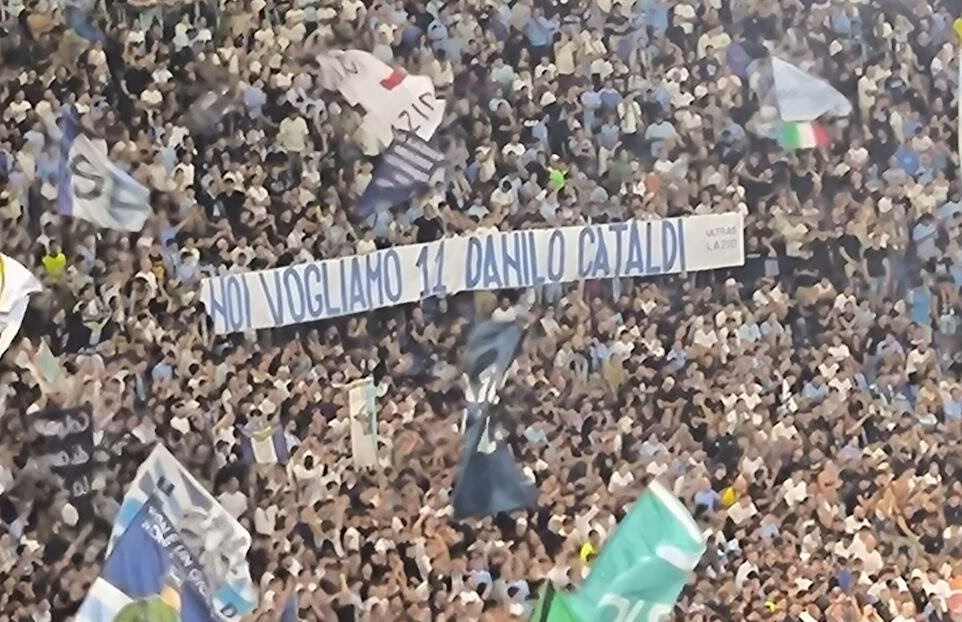 NOI VOGLIAMO 11 DANILO CATALDI
ULTRAS
LAZIO